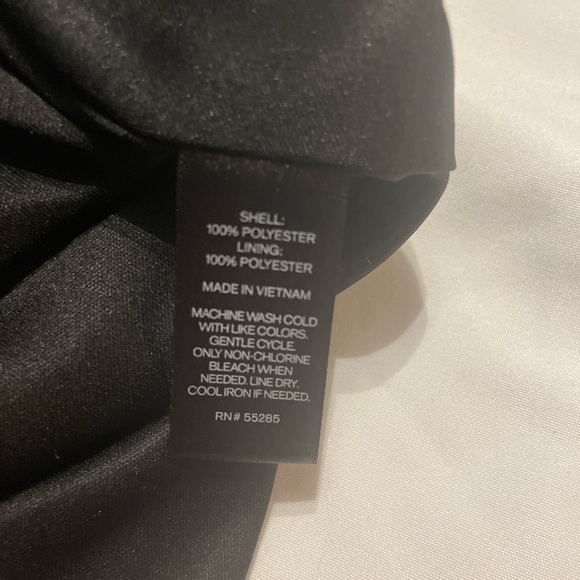 SHELL:
100% POLYESTER
LINING:
100% POLYESTER
MADE IN VIETNAM
MACHINE WASH COLD
WITH LIKE COLORS.
GENTLE CYCLE.
ONLY NON-CHLORINE
BLEACH WHEN
NEEDED. LINE DRY.
COOL IRON IF NEEDED.
RN# 55285